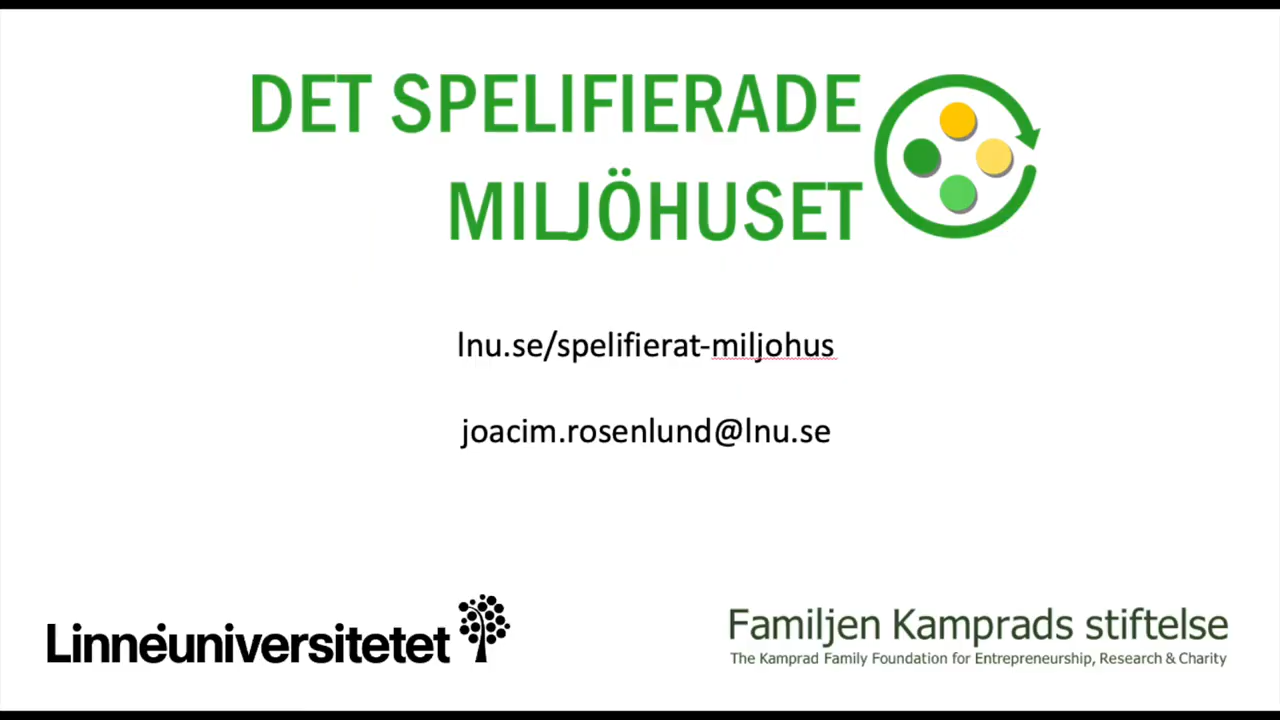 DET SPELIFIERADE
MILJÖHUSET
lnu.se/spelifierat-miljohus
joacim.rosenlund@lnu.se
Linnéuniversitetet
Familjen Kamprads stiftelse
The Kamprad Family Foundation for Entrepreneurship, Research & Charity